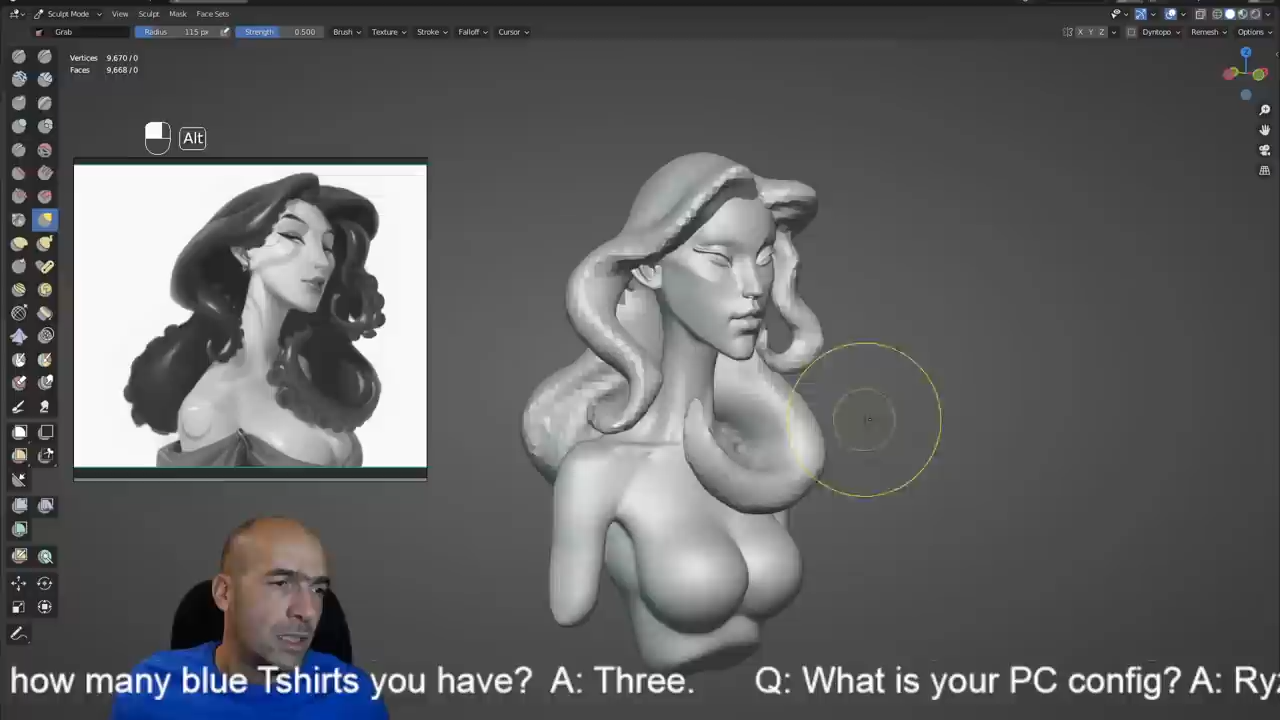 Sculpt Mode View Sculpt Mask Face Sets
Grab Radius 115 px Strength 0.500 Brush Texture Stroke Falloff Cursor X Y Z Dyntopo Remesh Options
Vertices 9,670 / 0
Faces 9,668 / 0
Z
Alt
how many blue Tshirts you have? A: Three. Q: What is your PC config? A: Ryz